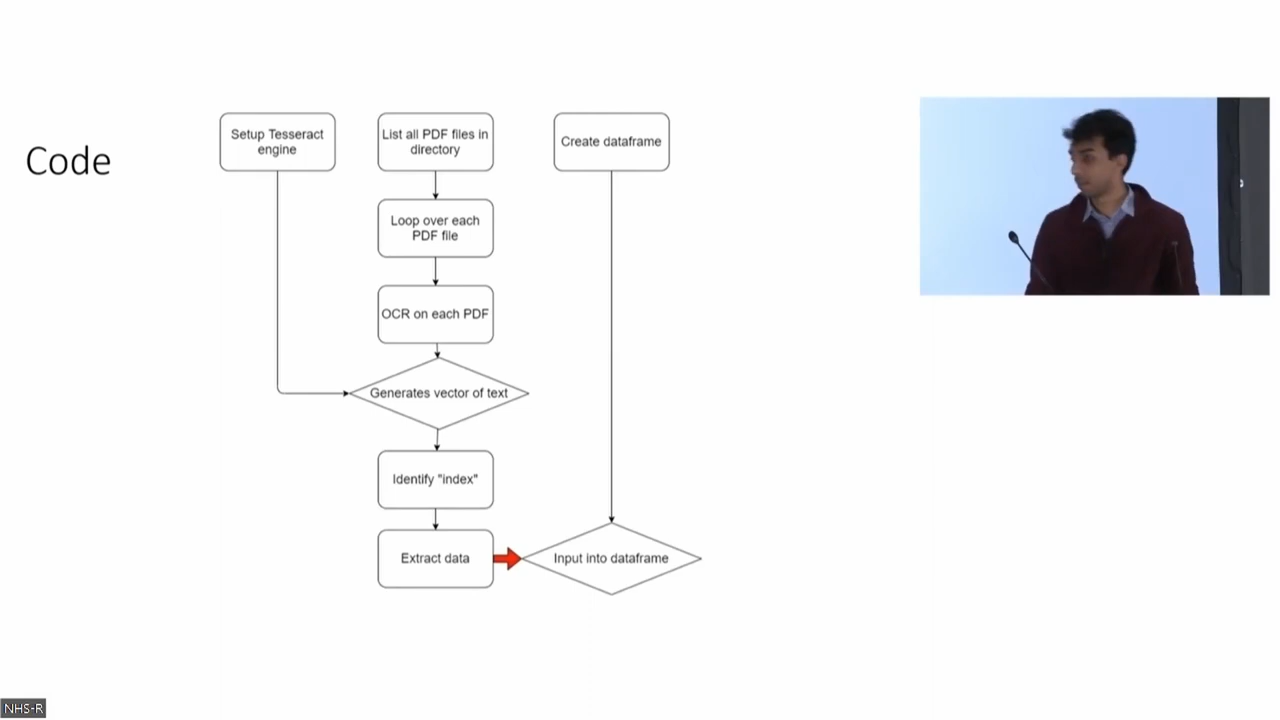 Code
Setup Tesseract
engine
List all PDF files in
directory
Create dataframe
Loop over each
PDF file
OCR on each PDF
Generates vector of text
Identify "index"
Extract data
Input into dataframe
NHS-R